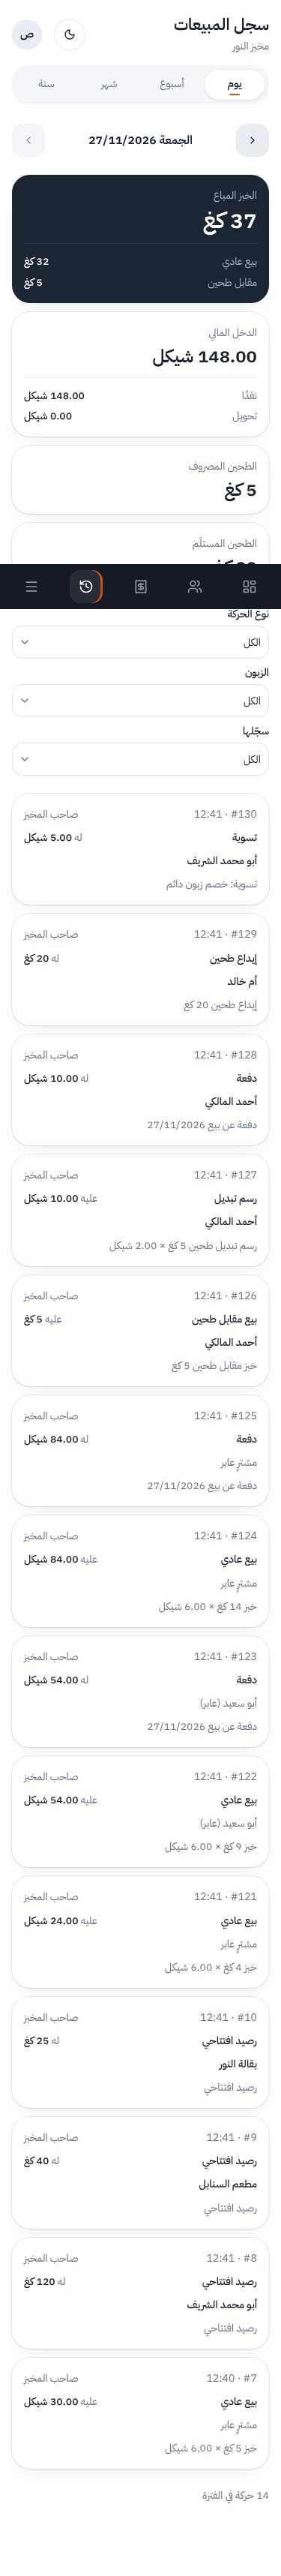 سجل المبيعات
مخبز النور
ص
يوم
أسبوع
شهر
سنة
الجمعة 27/11/2026
الخبز المباع
37 كغ
بيع عادي 32 كغ
مقابل طحين 5 كغ
الدخل المالي
148.00 شيكل
نقدًا 148.00 شيكل
تحويل 0.00 شيكل
الطحين المصروف
5 كغ
الطحين المستلَم
نوع الحركة
الكل
الزبون
الكل
سجّلها
الكل
#130 · 12:41 صاحب المخبز
تسوية له 5.00 شيكل
أبو محمد الشريف
تسوية: خصم زبون دائم
#129 · 12:41 صاحب المخبز
إيداع طحين له 20 كغ
أم خالد
إيداع طحين 20 كغ
#128 · 12:41 صاحب المخبز
دفعة له 10.00 شيكل
أحمد المالكي
دفعة عن بيع 27/11/2026
#127 · 12:41 صاحب المخبز
رسم تبديل عليه 10.00 شيكل
أحمد المالكي
رسم تبديل طحين 5 كغ × 2.00 شيكل
#126 · 12:41 صاحب المخبز
بيع مقابل طحين عليه 5 كغ
أحمد المالكي
خبز مقابل طحين 5 كغ
#125 · 12:41 صاحب المخبز
دفعة له 84.00 شيكل
مشترٍ عابر
دفعة عن بيع 27/11/2026
#124 · 12:41 صاحب المخبز
بيع عادي عليه 84.00 شيكل
مشترٍ عابر
خبز 14 كغ × 6.00 شيكل
#123 · 12:41 صاحب المخبز
دفعة له 54.00 شيكل
أبو سعيد (عابر)
دفعة عن بيع 27/11/2026
#122 · 12:41 صاحب المخبز
بيع عادي عليه 54.00 شيكل
أبو سعيد (عابر)
خبز 9 كغ × 6.00 شيكل
#121 · 12:41 صاحب المخبز
بيع عادي عليه 24.00 شيكل
مشترٍ عابر
خبز 4 كغ × 6.00 شيكل
#10 · 12:41 صاحب المخبز
رصيد افتتاحي له 25 كغ
بقالة النور
رصيد افتتاحي
#9 · 12:41 صاحب المخبز
رصيد افتتاحي له 40 كغ
مطعم السنابل
رصيد افتتاحي
#8 · 12:41 صاحب المخبز
رصيد افتتاحي له 120 كغ
أبو محمد الشريف
رصيد افتتاحي
#7 · 12:40 صاحب المخبز
بيع عادي عليه 30.00 شيكل
مشترٍ عابر
خبز 5 كغ × 6.00 شيكل
14 حركة في الفترة